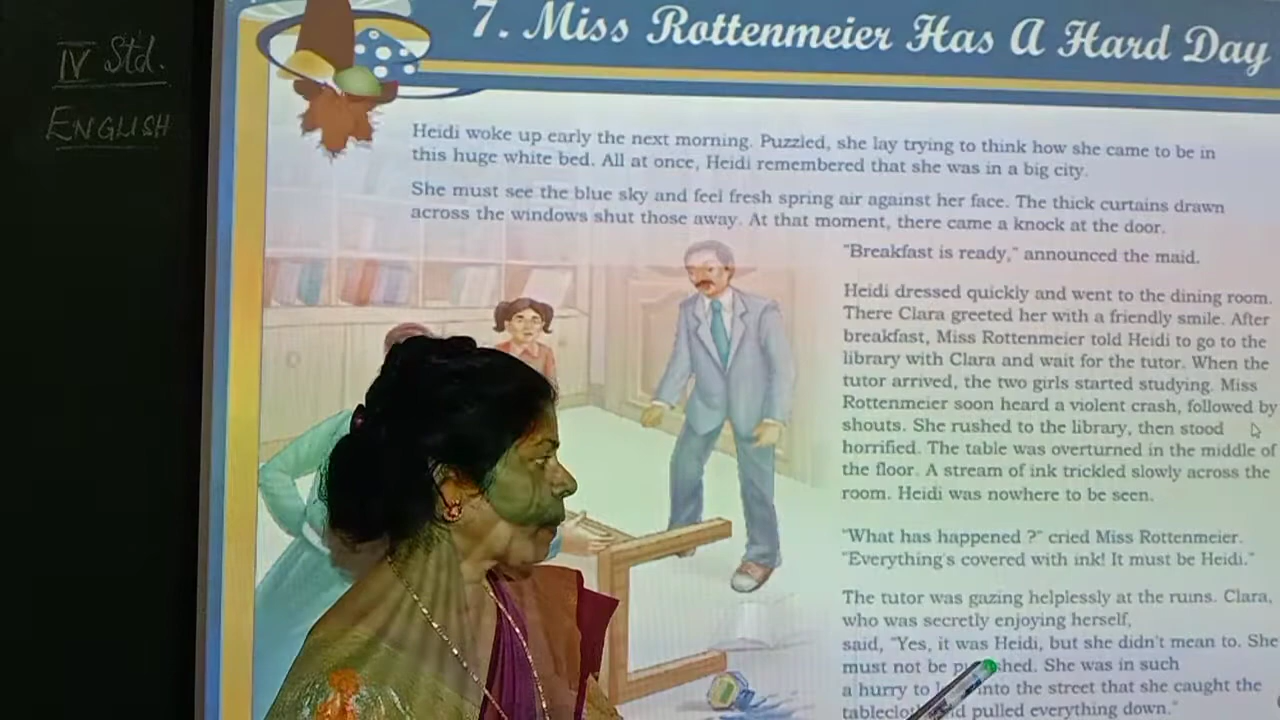 IV Std.
ENGLISH
7. Miss Rottenmeier Has A Hard Day
Heidi woke up early the next morning. Puzzled, she lay trying to think how she came to be in
this huge white bed. All at once, Heidi remembered that she was in a big city.
She must see the blue sky and feel fresh spring air against her face. The thick curtains drawn
across the windows shut those away. At that moment, there came a knock at the door.
"Breakfast is ready," announced the maid.
Heidi dressed quickly and went to the dining room.
There Clara greeted her with a friendly smile. After
breakfast, Miss Rottenmeier told Heidi to go to the
library with Clara and wait for the tutor. When the
tutor arrived, the two girls started studying. Miss
Rottenmeier soon heard a violent crash, followed by
shouts. She rushed to the library, then stood
horrified. The table was overturned in the middle of
the floor. A stream of ink trickled slowly across the
room. Heidi was nowhere to be seen.
"What has happened ?" cried Miss Rottenmeier.
"Everything's covered with ink! It must be Heidi."
The tutor was gazing helplessly at the ruins. Clara,
who was secretly enjoying herself,
said, "Yes, it was Heidi, but she didn't mean to. She
must not be She was in such
a hurry to into the street that she caught the
pulled everything down."